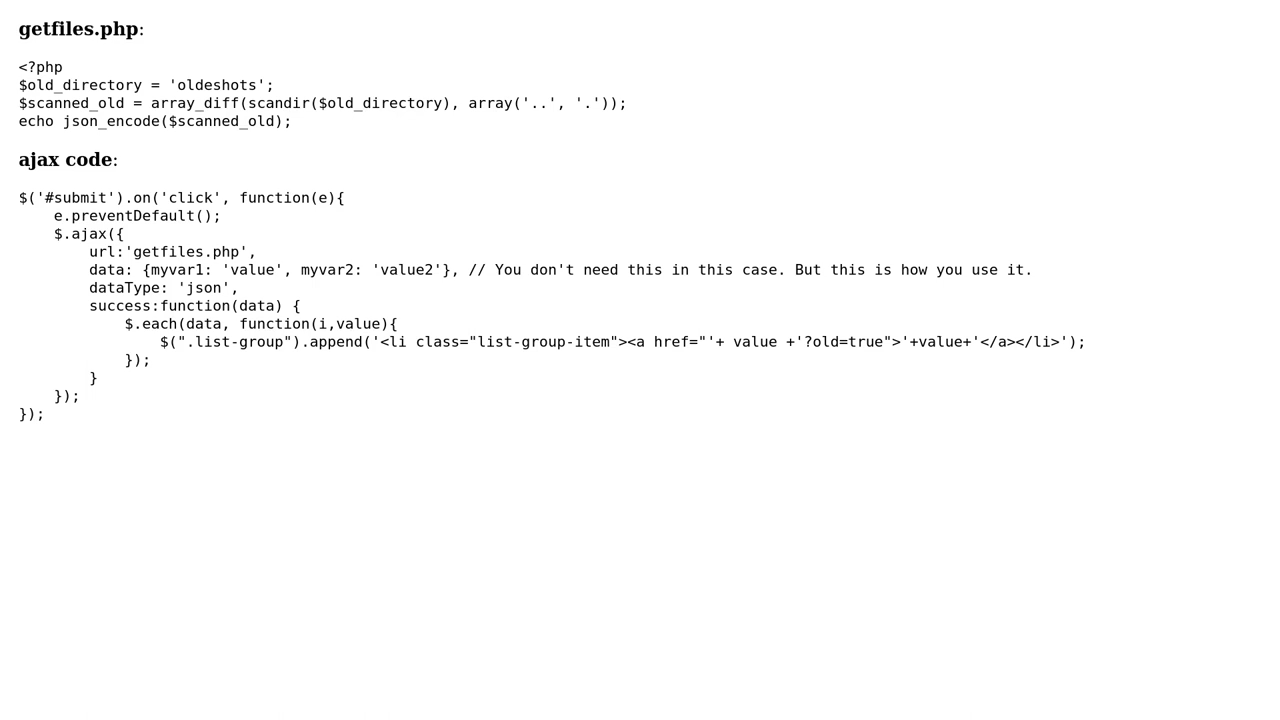 getfiles.php:
<?php
$old_directory = 'oldeshots';
$scanned_old = array_diff(scandir($old_directory), array('..', '.'));
echo json_encode($scanned_old);
ajax code:
$('#submit').on('click', function(e){
    e.preventDefault();
    $.ajax({
        url:'getfiles.php',
        data: {myvar1: 'value', myvar2: 'value2'}, // You don't need this in this case. But this is how you use it.
        dataType: 'json',
        success:function(data) {
            $.each(data, function(i,value){
                $(".list-group").append('<li class="list-group-item"><a href="'+ value +'?old=true">'+value+'</a></li>');
            });
        }
    });
});